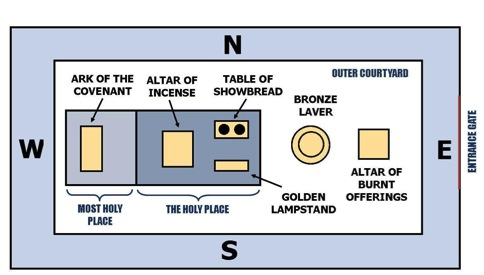 N
OUTER COURTYARD
ARK OF THE
COVENANT
ALTAR OF
INCENSE
TABLE OF
SHOWBREAD
BRONZE
LAVER
W
E
ENTRANCE GATE
ALTAR OF
BURNT
OFFERINGS
GOLDEN
LAMPSTAND
MOST HOLY
PLACE
THE HOLY PLACE
S